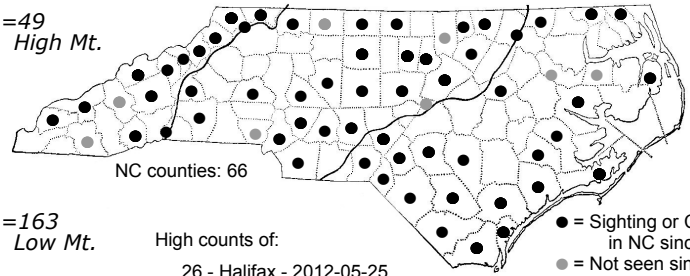 =49
High Mt.
NC counties: 66
=163
Low Mt.
High counts of:
26 - Halifax - 2012-05-25
= Sighting or
in NC sinc
= Not seen sin